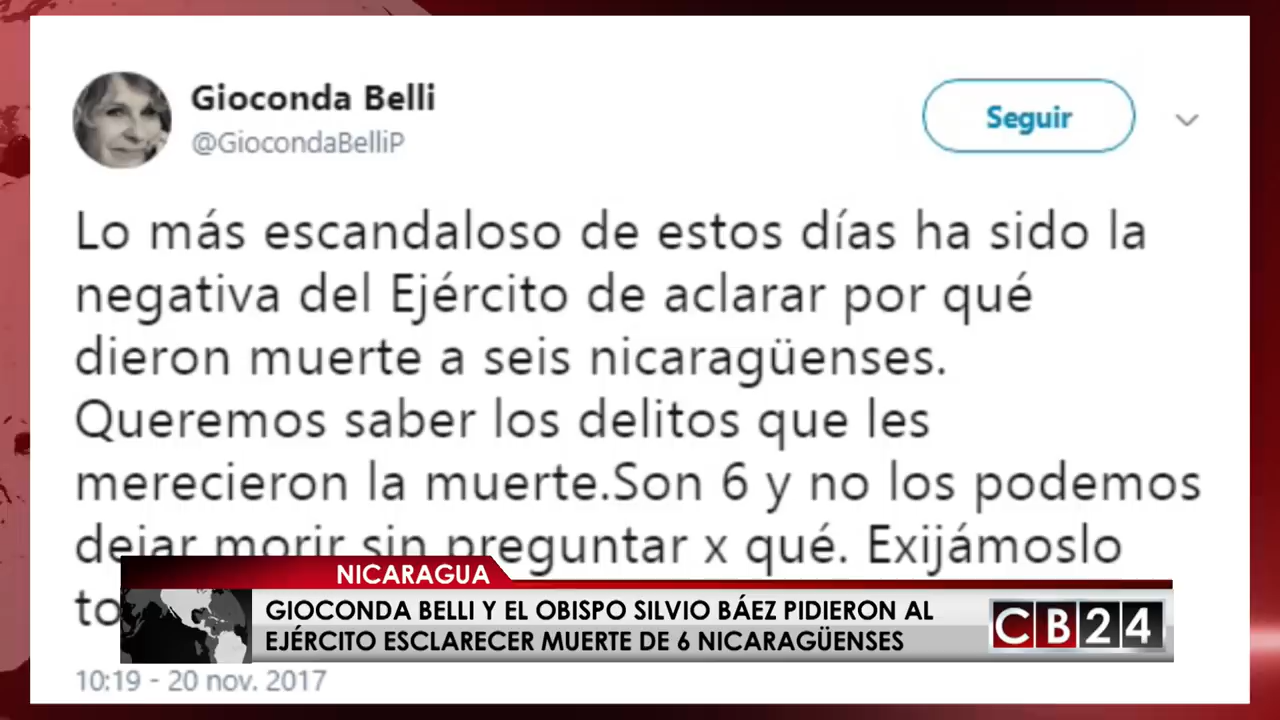 Gioconda Belli
@GiocondaBelliP
Seguir
Lo más escandaloso de estos días ha sido la
negativa del Ejército de aclarar por qué
dieron muerte a seis nicaragüenses.
Queremos saber los delitos que les
merecieron la muerte.Son 6 y no los podemos
dejar morir sin preguntar x qué. Exijámoslo
NICARAGUA
GIOCONDA BELLI Y EL OBISPO SILVIO BÁEZ PIDIERON AL
EJÉRCITO ESCLARECER MUERTE DE 6 NICARAGÜENSES
CB24
10:19 - 20 nov. 2017